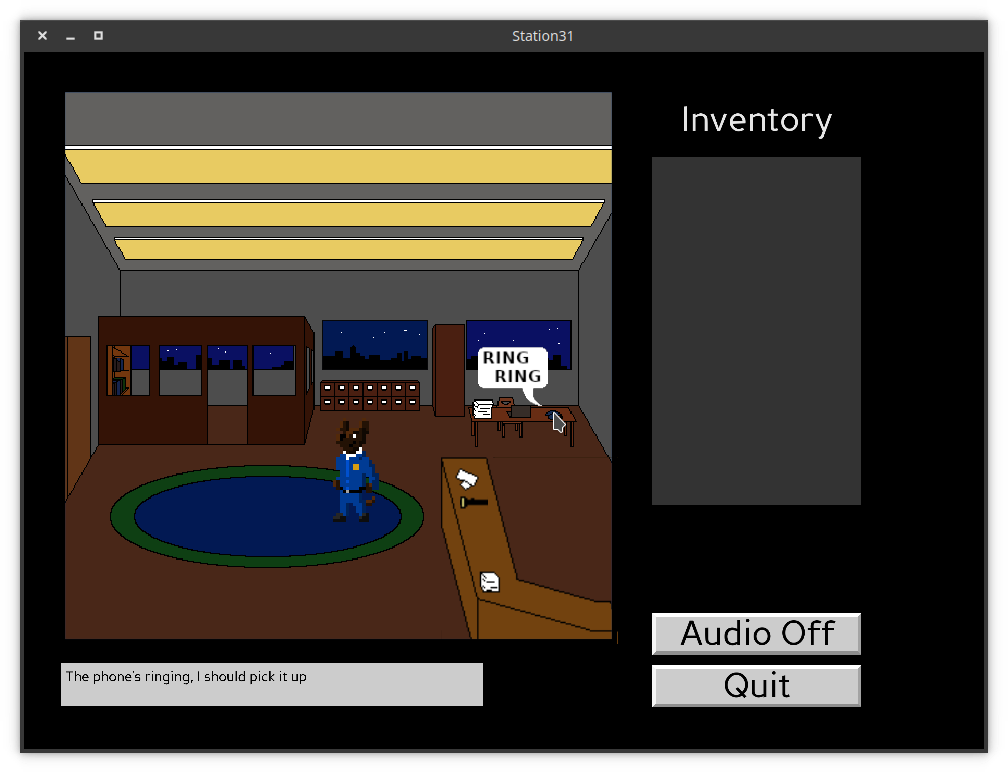 Station31
Inventory
RING
RING
The phone's ringing, I should pick it up
Audio Off
Quit